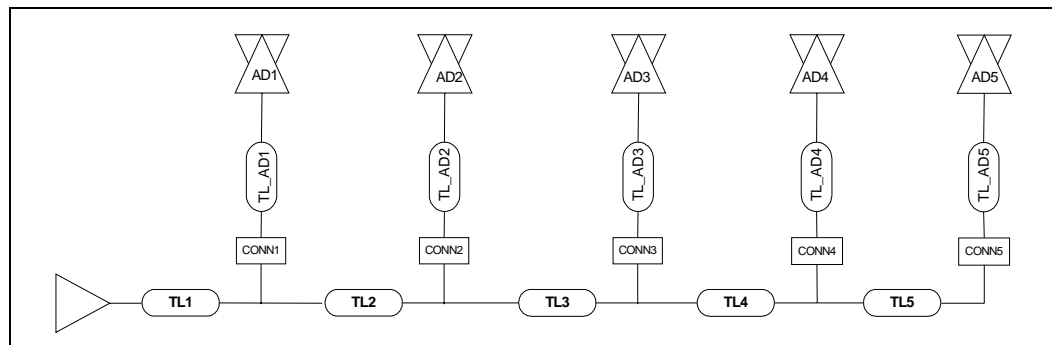 AD1
AD2
AD3
AD4
AD5
TL_AD1
TL_AD2
TL_AD3
TL_AD4
TL_AD5
CONN1
CONN2
CONN3
CONN4
CONN5
TL1
TL2
TL3
TL4
TL5